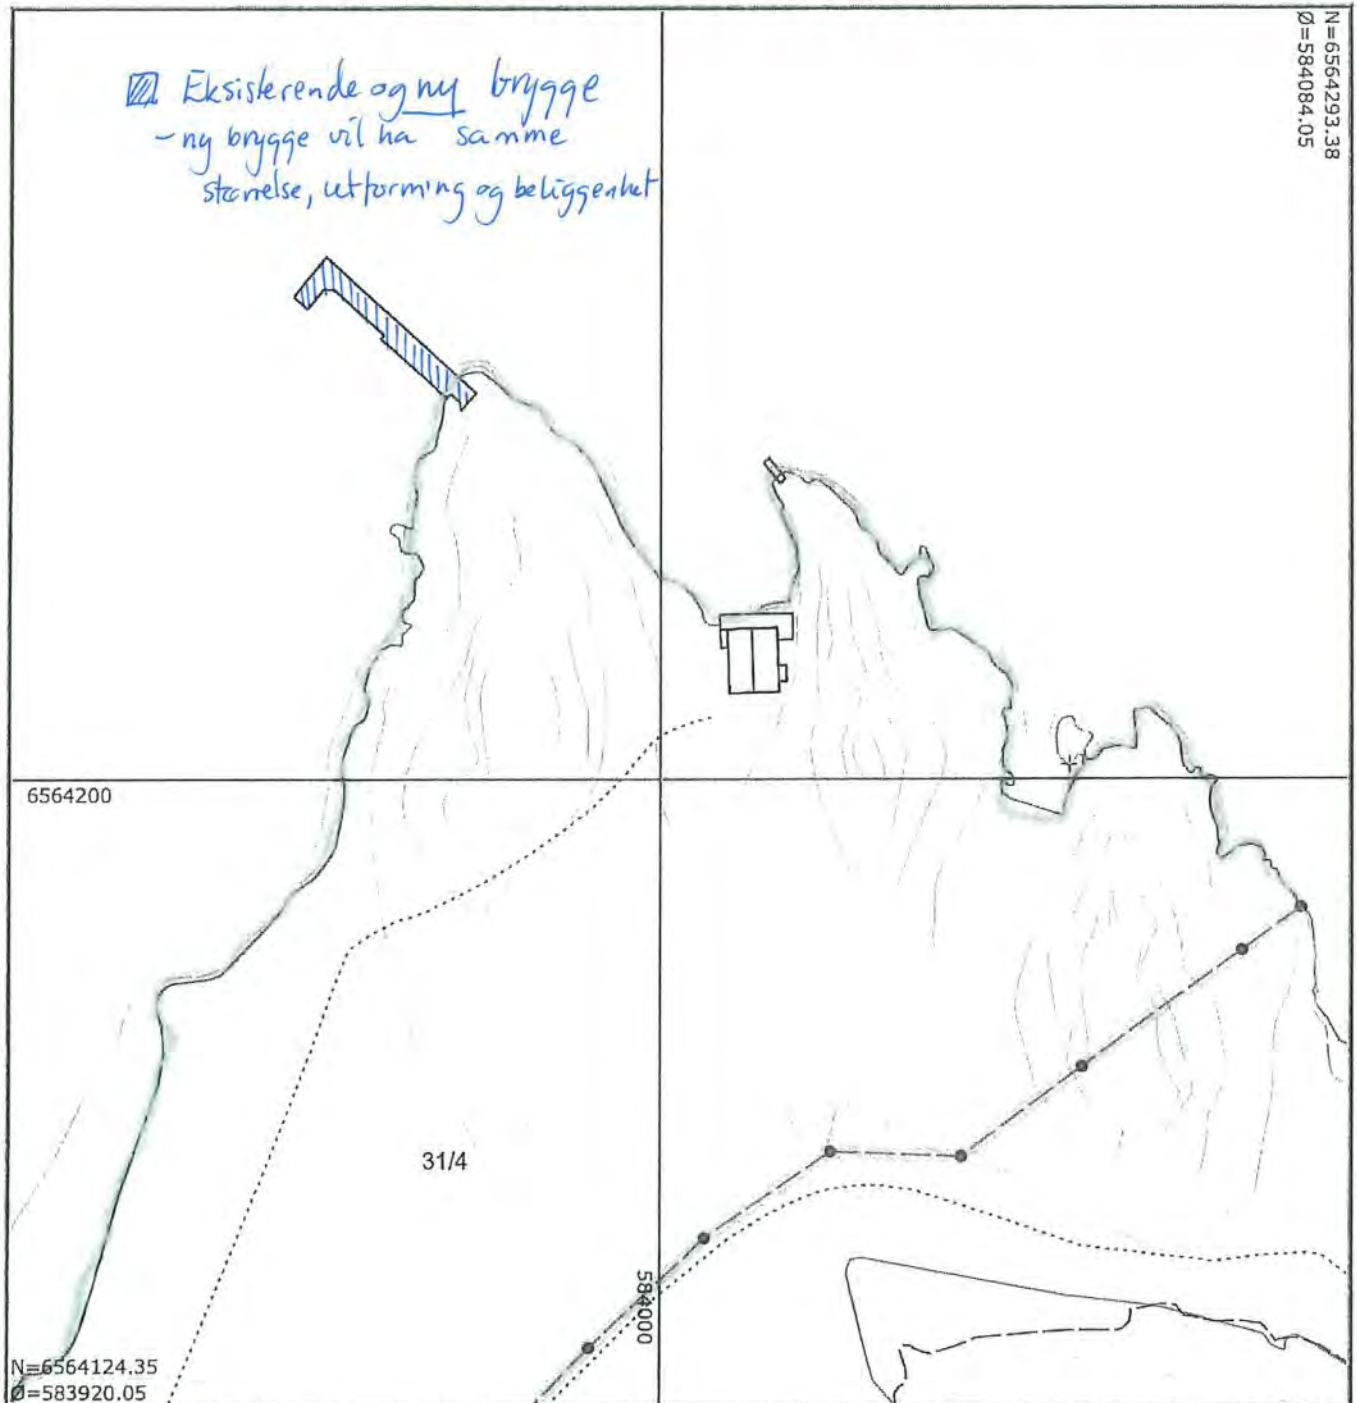 Eksisterende og ny brygge
- ny brygge vil ha samme
størrelse, utforming og beliggenhet
N=6564293.38
Ø=584084.05
6564200
31/4
584000
N=6564124.35
Ø=583920.05